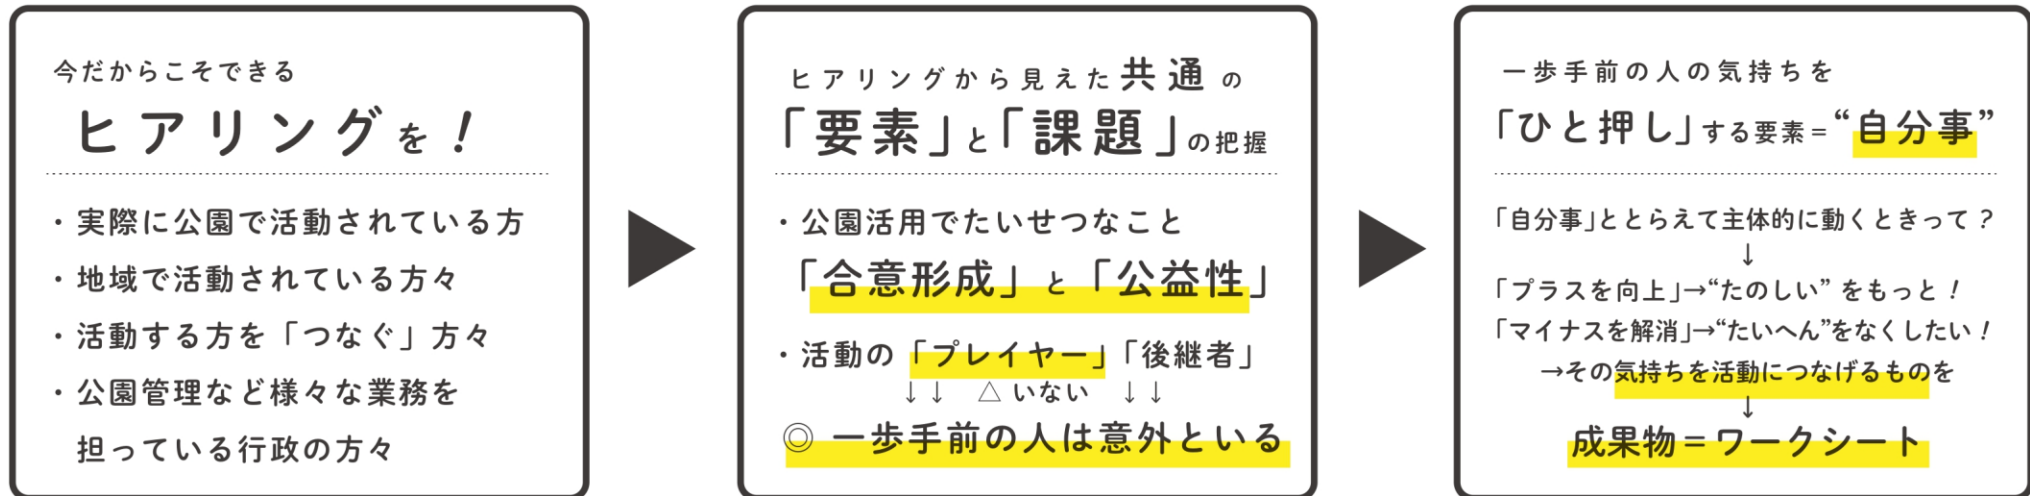 今だからこそできる
ヒアリングを！
・実際に公園で活動されている方
・地域で活動されている方々
・活動する方を「つなぐ」方々
・公園管理など様々な業務を
担っている行政の方々
ヒアリングから見えた共通の
「要素」と「課題」の把握
・公園活用でたいせつなこと
「合意形成」と「公益性」
・活動の「プレイヤー」「後継者」
↓↓ △いない ↓↓
◎ 一歩手前の人は意外といる
一歩手前の人の気持ちを
「ひと押し」する要素＝“自分事”
「自分事」ととらえて主体的に動くときって？
↓
「プラスを向上」→“たのしい” をもっと！
「マイナスを解消」→“たいへん”をなくしたい！
→その気持ちを活動につなげるものを
↓
成果物＝ワークシート